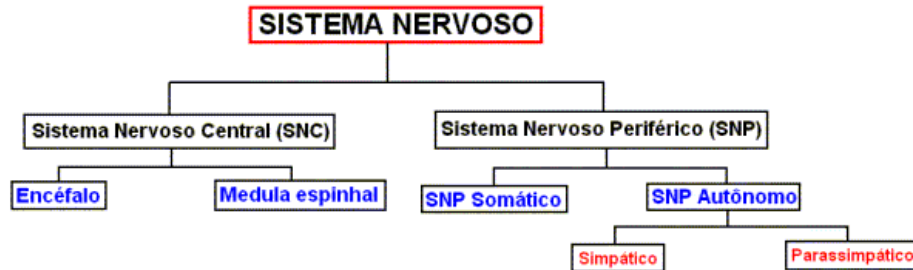 SISTEMA NERVOSO
Sistema Nervoso Central (SNC)
Sistema Nervoso Periférico (SNP)
Encéfalo
Medula espinhal
SNP Somático
SNP Autônomo
Simpático
Parassimpático